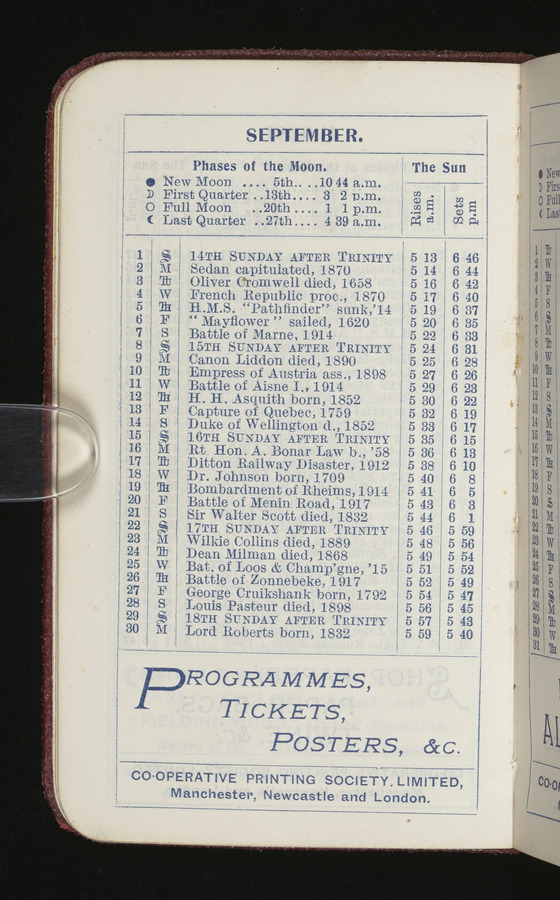 SEPTEMBER.
Phases of the Moon.
The Sun
● New Moon .... 5th.. ..10 44 a.m.
☽ First Quarter ..13th.... 3 2 p.m.
○ Full Moon ..20th.... 1 1 p.m.
☾ Last Quarter ..27th.... 4 39 a.m.
Rises a.m.
Sets p.m
1 S 14TH SUNDAY AFTER TRINITY 5 13 6 46
2 M Sedan capitulated, 1870 5 14 6 44
3 Tu Oliver Cromwell died, 1658 5 16 6 42
4 W French Republic proc., 1870 5 17 6 40
5 Th H.M.S. "Pathfinder" sunk,'14 5 19 6 37
6 F "Mayflower" sailed, 1620 5 20 6 35
7 S Battle of Marne, 1914 5 22 6 33
8 S 15TH SUNDAY AFTER TRINITY 5 24 6 31
9 M Canon Liddon died, 1890 5 25 6 28
10 Tu Empress of Austria ass., 1898 5 27 6 26
11 W Battle of Aisne I., 1914 5 29 6 23
12 Th H. H. Asquith born, 1852 5 30 6 22
13 F Capture of Quebec, 1759 5 32 6 19
14 S Duke of Wellington d., 1852 5 33 6 17
15 S 16TH SUNDAY AFTER TRINITY 5 35 6 15
16 M Rt Hon. A. Bonar Law b., '58 5 36 6 13
17 Tu Ditton Railway Disaster, 1912 5 38 6 10
18 W Dr. Johnson born, 1709 5 40 6 8
19 Th Bombardment of Rheims, 1914 5 41 6 5
20 F Battle of Menin Road, 1917 5 43 6 3
21 S Sir Walter Scott died, 1832 5 44 6 1
22 S 17TH SUNDAY AFTER TRINITY 5 46 5 59
23 M Wilkie Collins died, 1889 5 48 5 56
24 Tu Dean Milman died, 1868 5 49 5 54
25 W Bat. of Loos & Champ'gne, '15 5 51 5 52
26 Th Battle of Zonnebeke, 1917 5 52 5 49
27 F George Cruikshank born, 1792 5 54 5 47
28 S Louis Pasteur died, 1898 5 56 5 45
29 S 18TH SUNDAY AFTER TRINITY 5 57 5 43
30 M Lord Roberts born, 1832 5 59 5 40
PROGRAMMES,
TICKETS,
POSTERS, &C.
CO-OPERATIVE PRINTING SOCIETY. LIMITED,
Manchester, Newcastle and London.